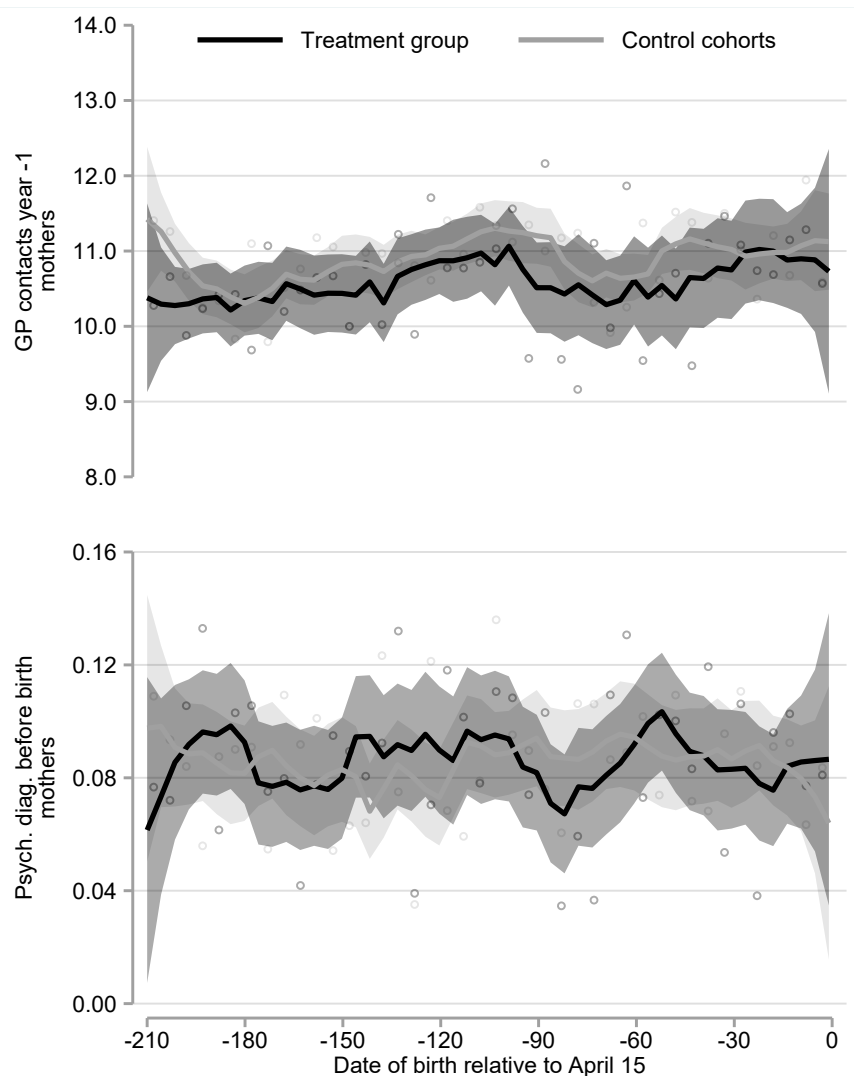 14.0
Treatment group
Control cohorts
13.0
12.0
11.0
10.0
9.0
8.0
GP contacts year -1
mothers
0.16
0.12
0.08
0.04
0.00
Psych. diag. before birth
mothers
-210 -180 -150 -120 -90 -60 -30 0
Date of birth relative to April 15